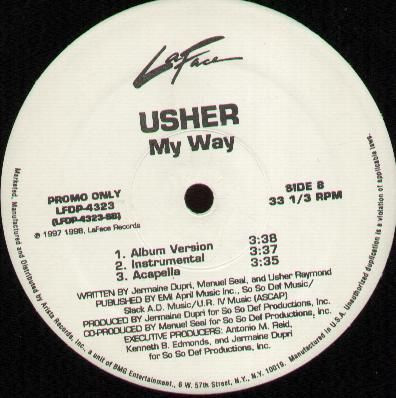 LaFace
USHER
My Way
PROMO ONLY
LFDP-4323
(LFDP-4323-SB)
℗ 1997 1998, LaFace Records
SIDE B
33 1/3 RPM
1. Album Version 3:38
2. Instrumental 3:37
3. Acapella 3:35
WRITTEN BY Jermaine Dupri, Manuel Seal, and Usher Raymond
PUBLISHED BY EMI April Music Inc., So So Def Music/
Slack A.D. Music/U.R. IV Music (ASCAP)
PRODUCED BY Jermaine Dupri for So So Def Productions, Inc.
CO-PRODUCED BY Manuel Seal for So So Def Productions, Inc.
EXECUTIVE PRODUCERS: Antonio M. Reid,
Kenneth B. Edmonds, and Jermaine Dupri
for So So Def Productions, Inc.
Marketed, Manufactured and Distributed by Arista Records, Inc., a unit of BMG Entertainment., 6 W. 57th Street, N.Y., N.Y. 10019. Manufactured in U.S.A. Unauthorized duplication is violation of applicable laws.